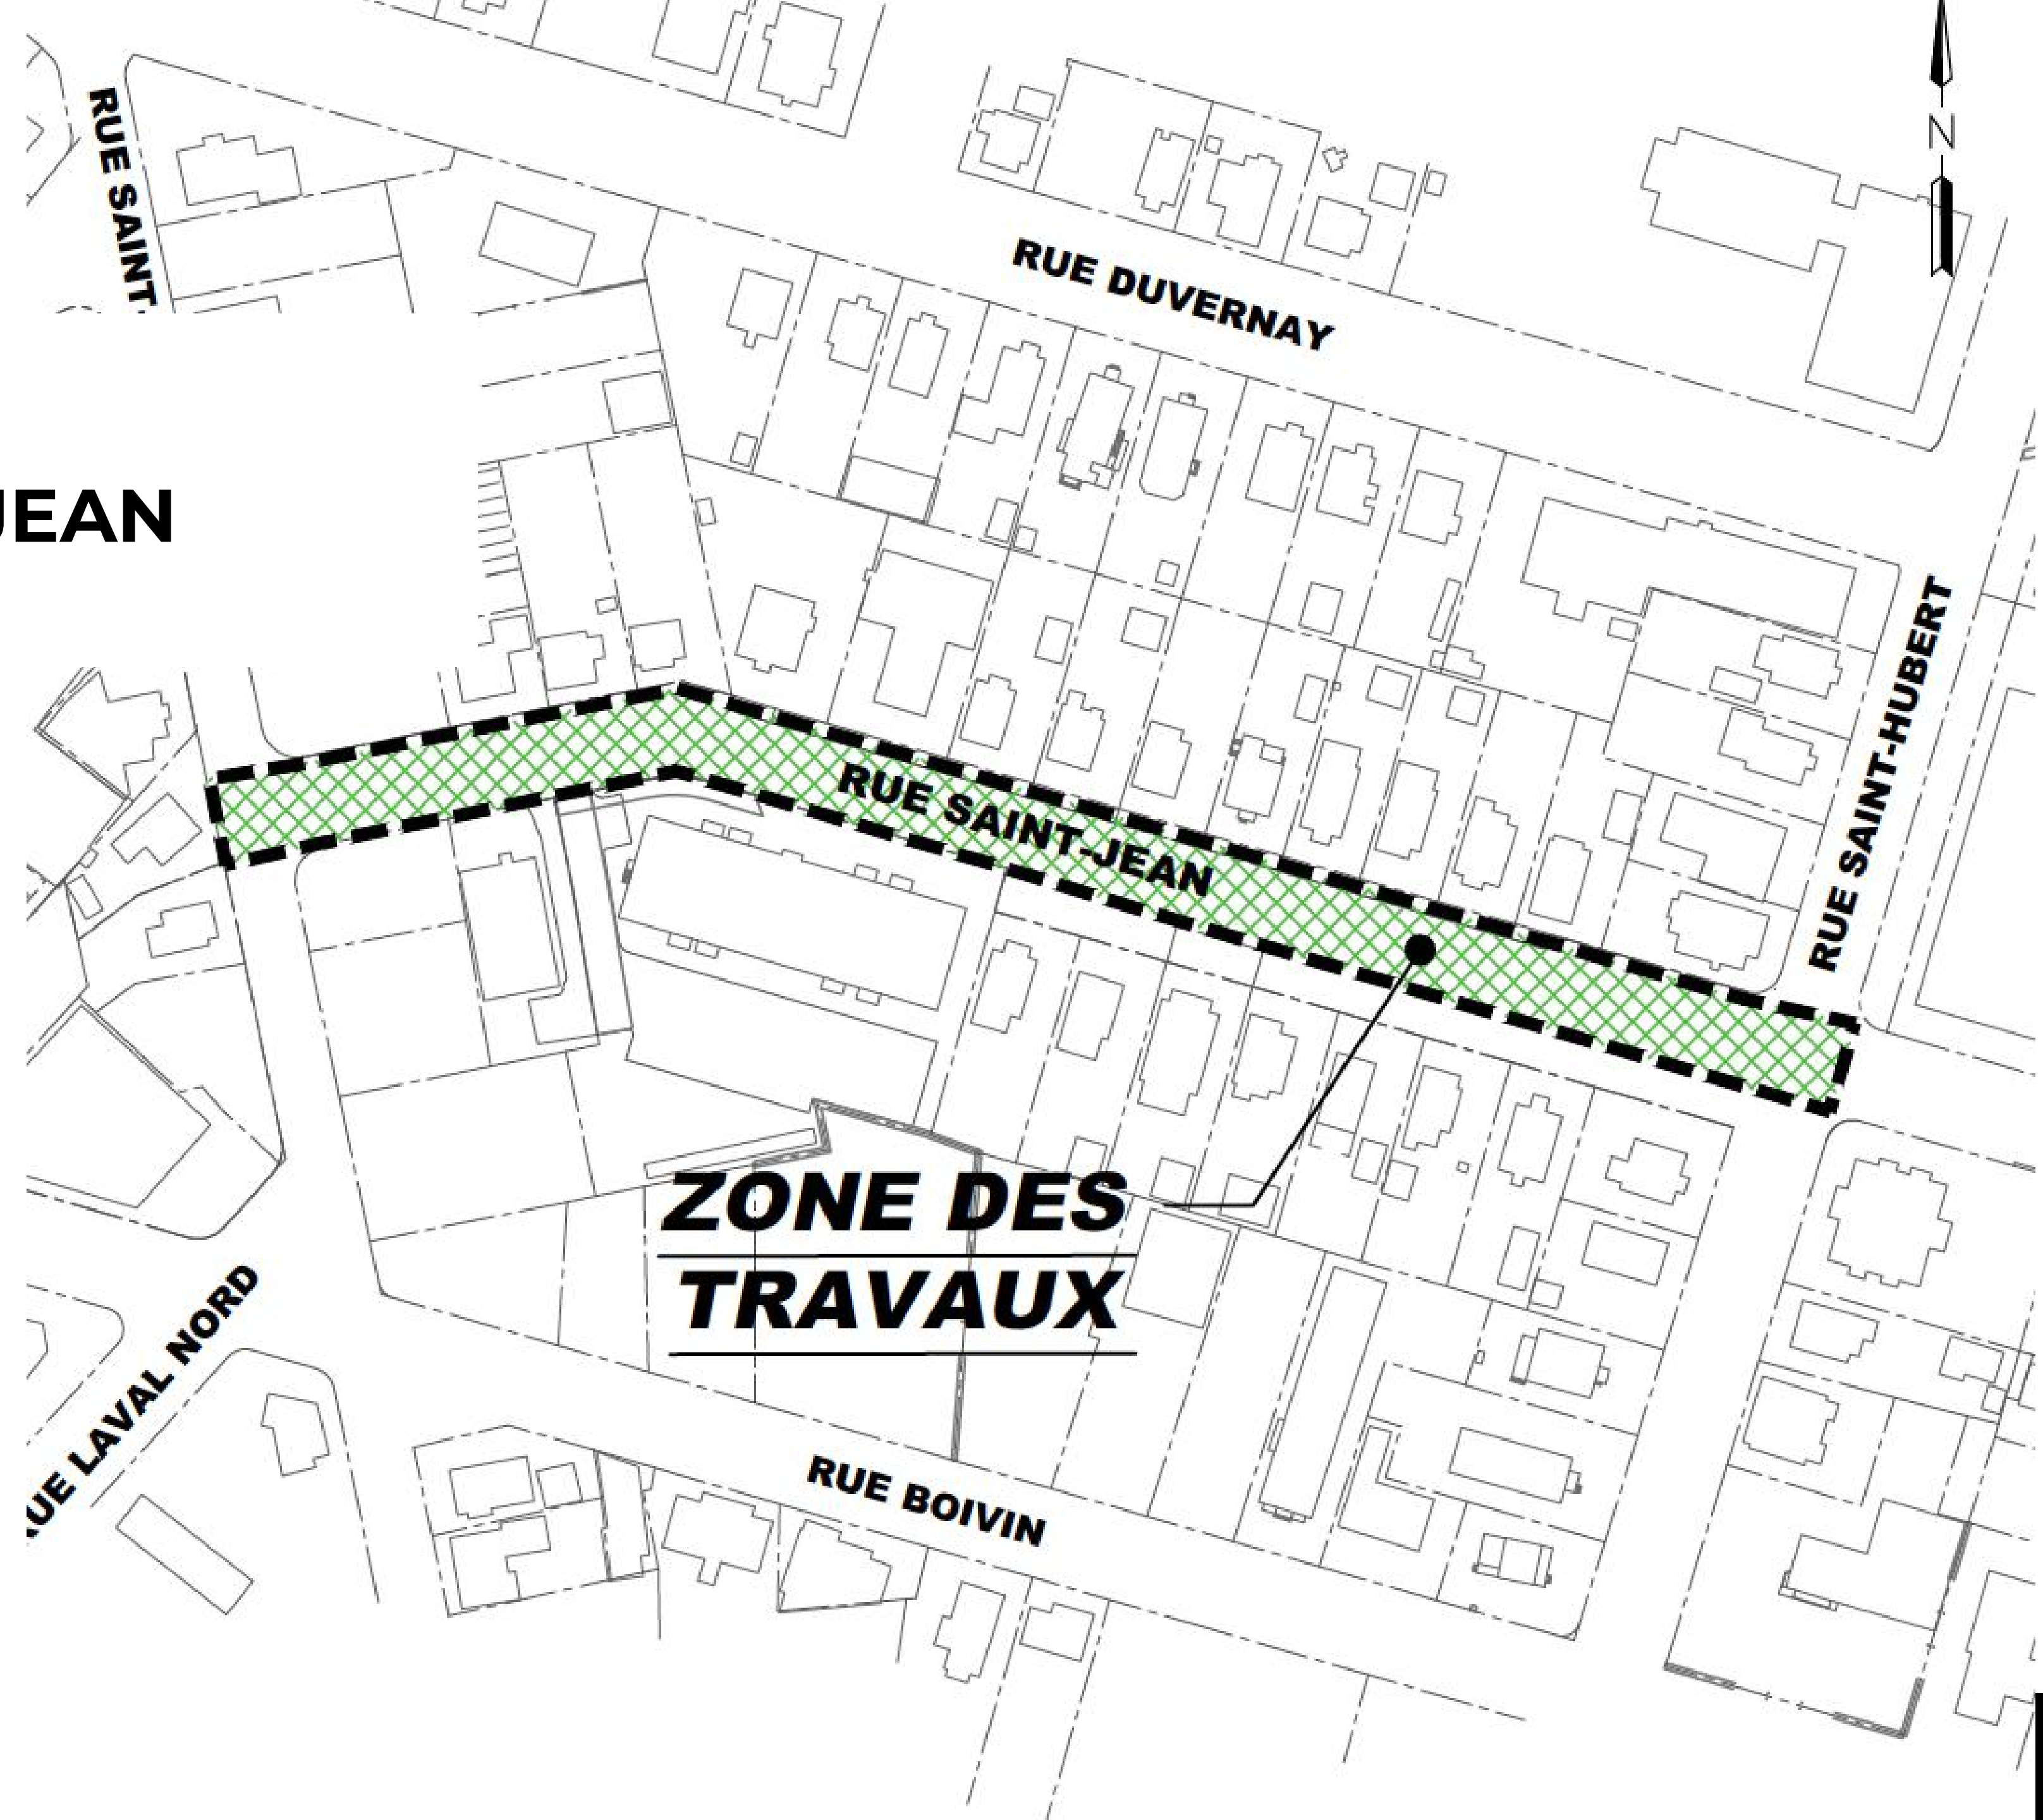 RUE SAINT-
N
RUE DUVERNAY
JEAN
RUE SAINT-HUBERT
RUE SAINT-JEAN
ZONE DES
TRAVAUX
RUE LAVAL NORD
RUE BOIVIN